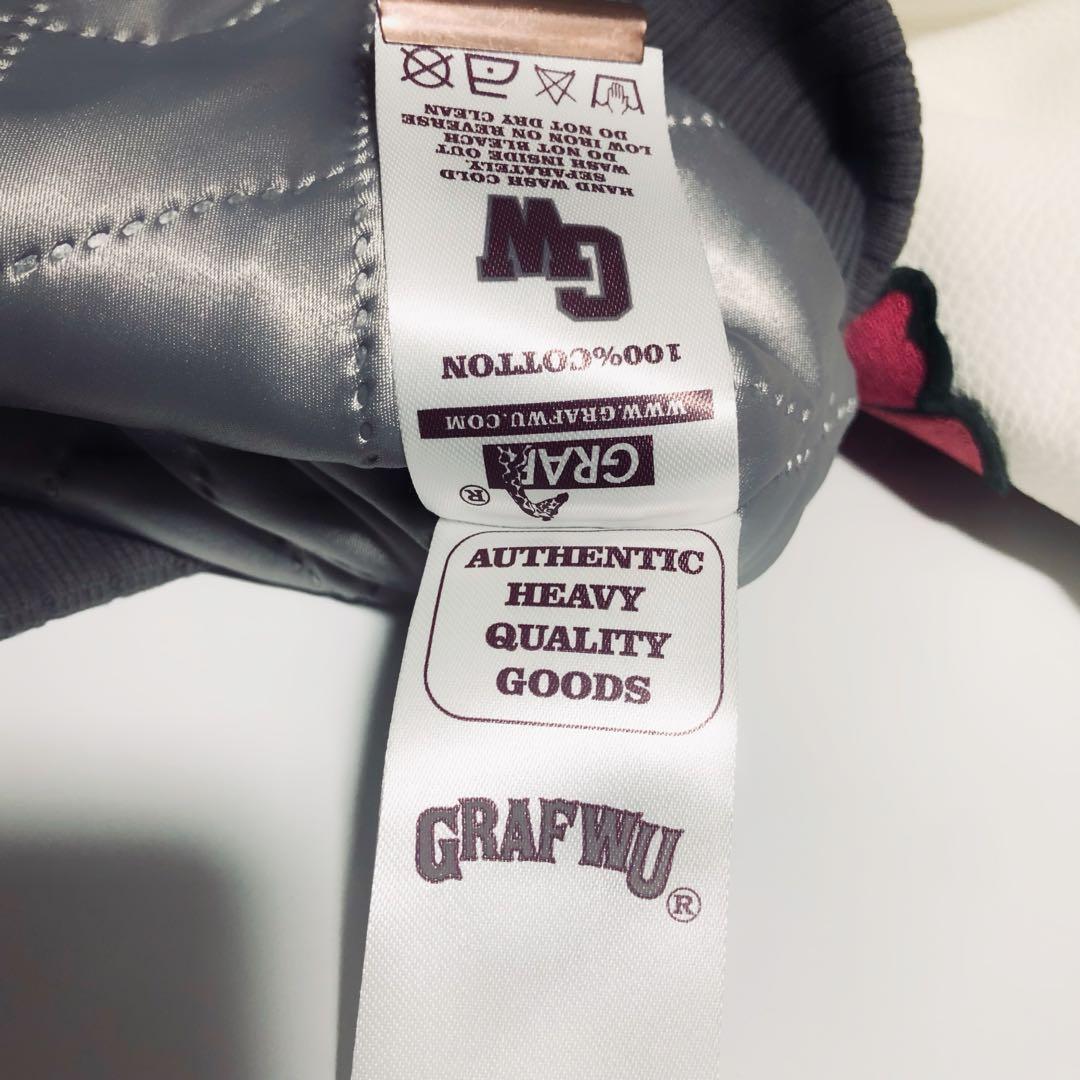 GRAF
®
WWW.GRAFWU.COM
100%COTTON
GW
HAND WASH COLD
SEPARATELY.
WASH INSIDE OUT
DO NOT BLEACH
LOW IRON ON REVERSE
DO NOT DRY CLEAN
AUTHENTIC
HEAVY
QUALITY
GOODS
GRAFWU®